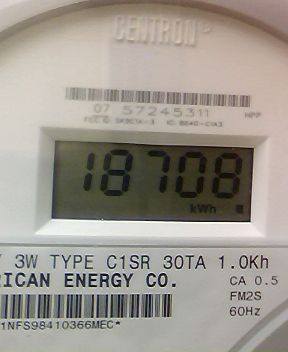 CENTRON®
07 57245311 HPP
18708
kWh
3W TYPE C1SR 30TA 1.0Kh
RICAN ENERGY CO. CA 0.5
FM2S
60Hz
1NFS98410366MEC*